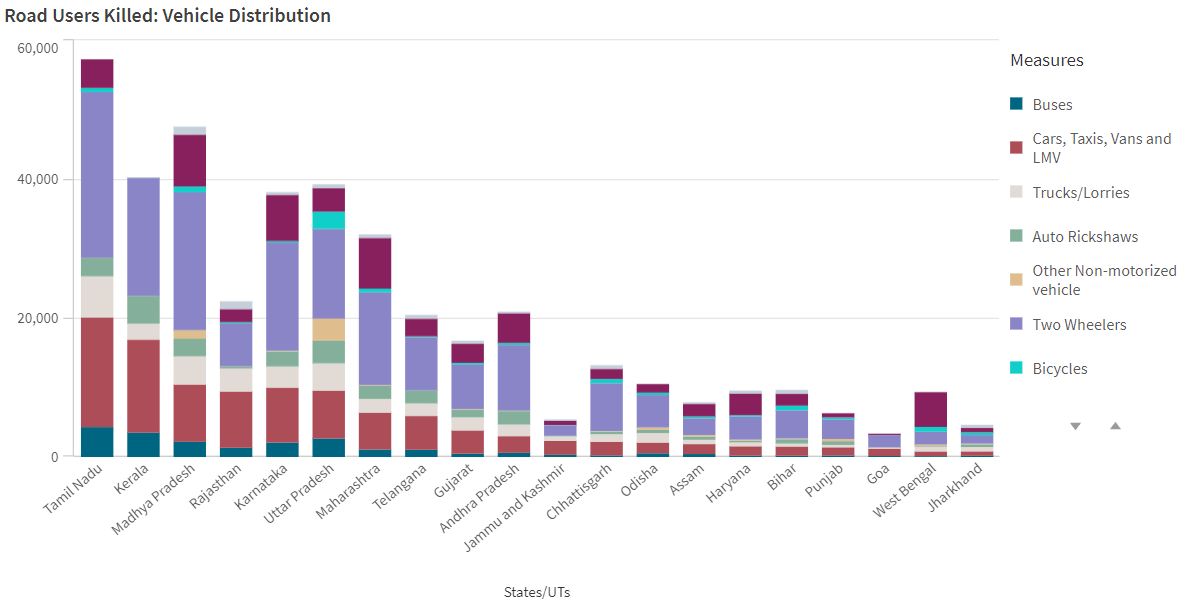 Road Users Killed: Vehicle Distribution
60,000
40,000
20,000
0
Tamil Nadu
Kerala
Madhya Pradesh
Rajasthan
Karnataka
Uttar Pradesh
Maharashtra
Telangana
Gujarat
Andhra Pradesh
Jammu and Kashmir
Chhattisgarh
Odisha
Assam
Haryana
Bihar
Punjab
Goa
West Bengal
Jharkhand
States/UTs
Measures
Buses
Cars, Taxis, Vans and
LMV
Trucks/Lorries
Auto Rickshaws
Other Non-motorized
vehicle
Two Wheelers
Bicycles